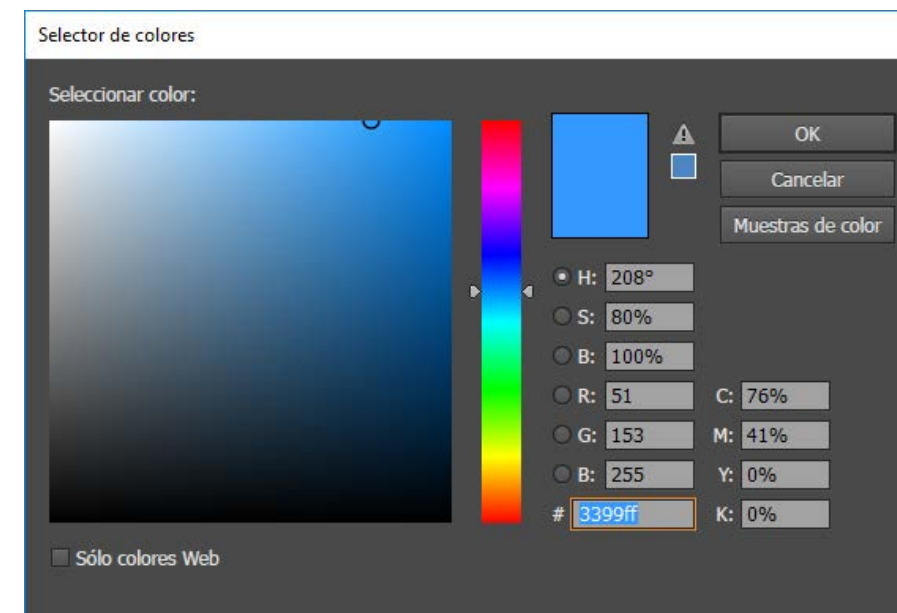 Selector de colores
Seleccionar color:
OK
Cancelar
Muestras de color
H: 208°
S: 80%
B: 100%
R: 51 C: 76%
G: 153 M: 41%
B: 255 Y: 0%
# 3399ff K: 0%
Sólo colores Web